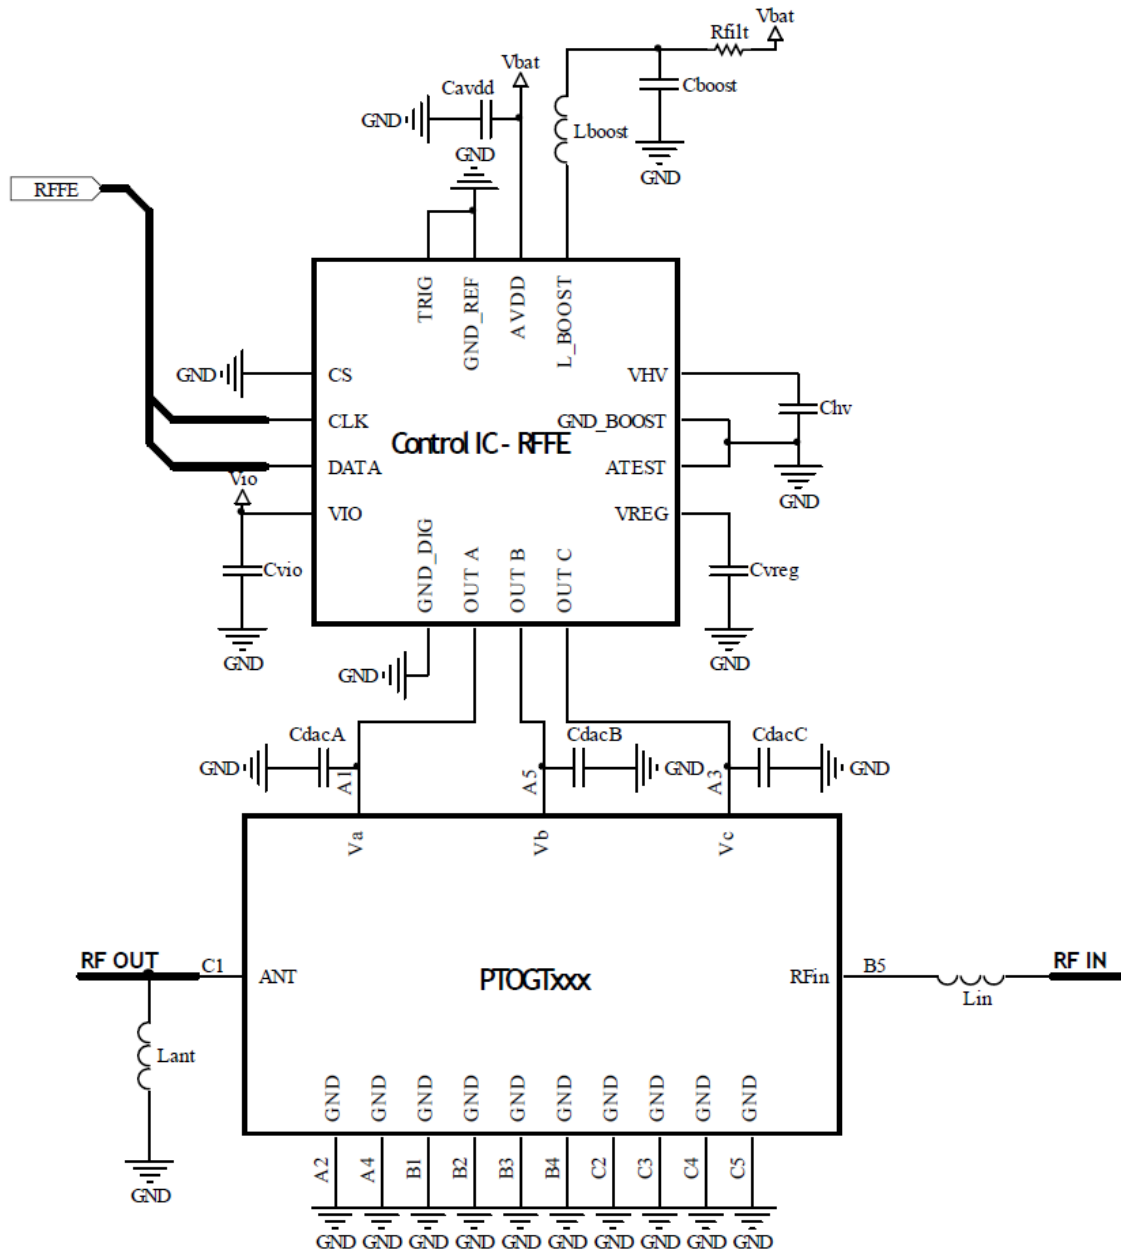 Vbat
Rfilt
Vbat
Cavdd
Cboost
GND
Lboost
GND
GND
RFFE
TRIG
GND_REF
AVDD
L_BOOST
GND
CS
VHV
CLK
GND_BOOST
Chv
Control IC - RFFE
DATA
ATEST
Vio
GND
VIO
VREG
GND_DIG
OUT A
OUT B
OUT C
Cvio
Cvreg
GND
GND
GND
CdacA
CdacB
CdacC
GND
A1
A5
GND
A3
GND
Va
Vb
Vc
RF OUT
C1
ANT
PTOGTxxx
RFin
B5
RF IN
Lin
Lant
GND
GND
GND
GND
GND
GND
GND
GND
GND
GND
A2
A4
B1
B2
B3
B4
C2
C3
C4
C5
GND
GND
GND
GND
GND
GND
GND
GND
GND
GND
GND